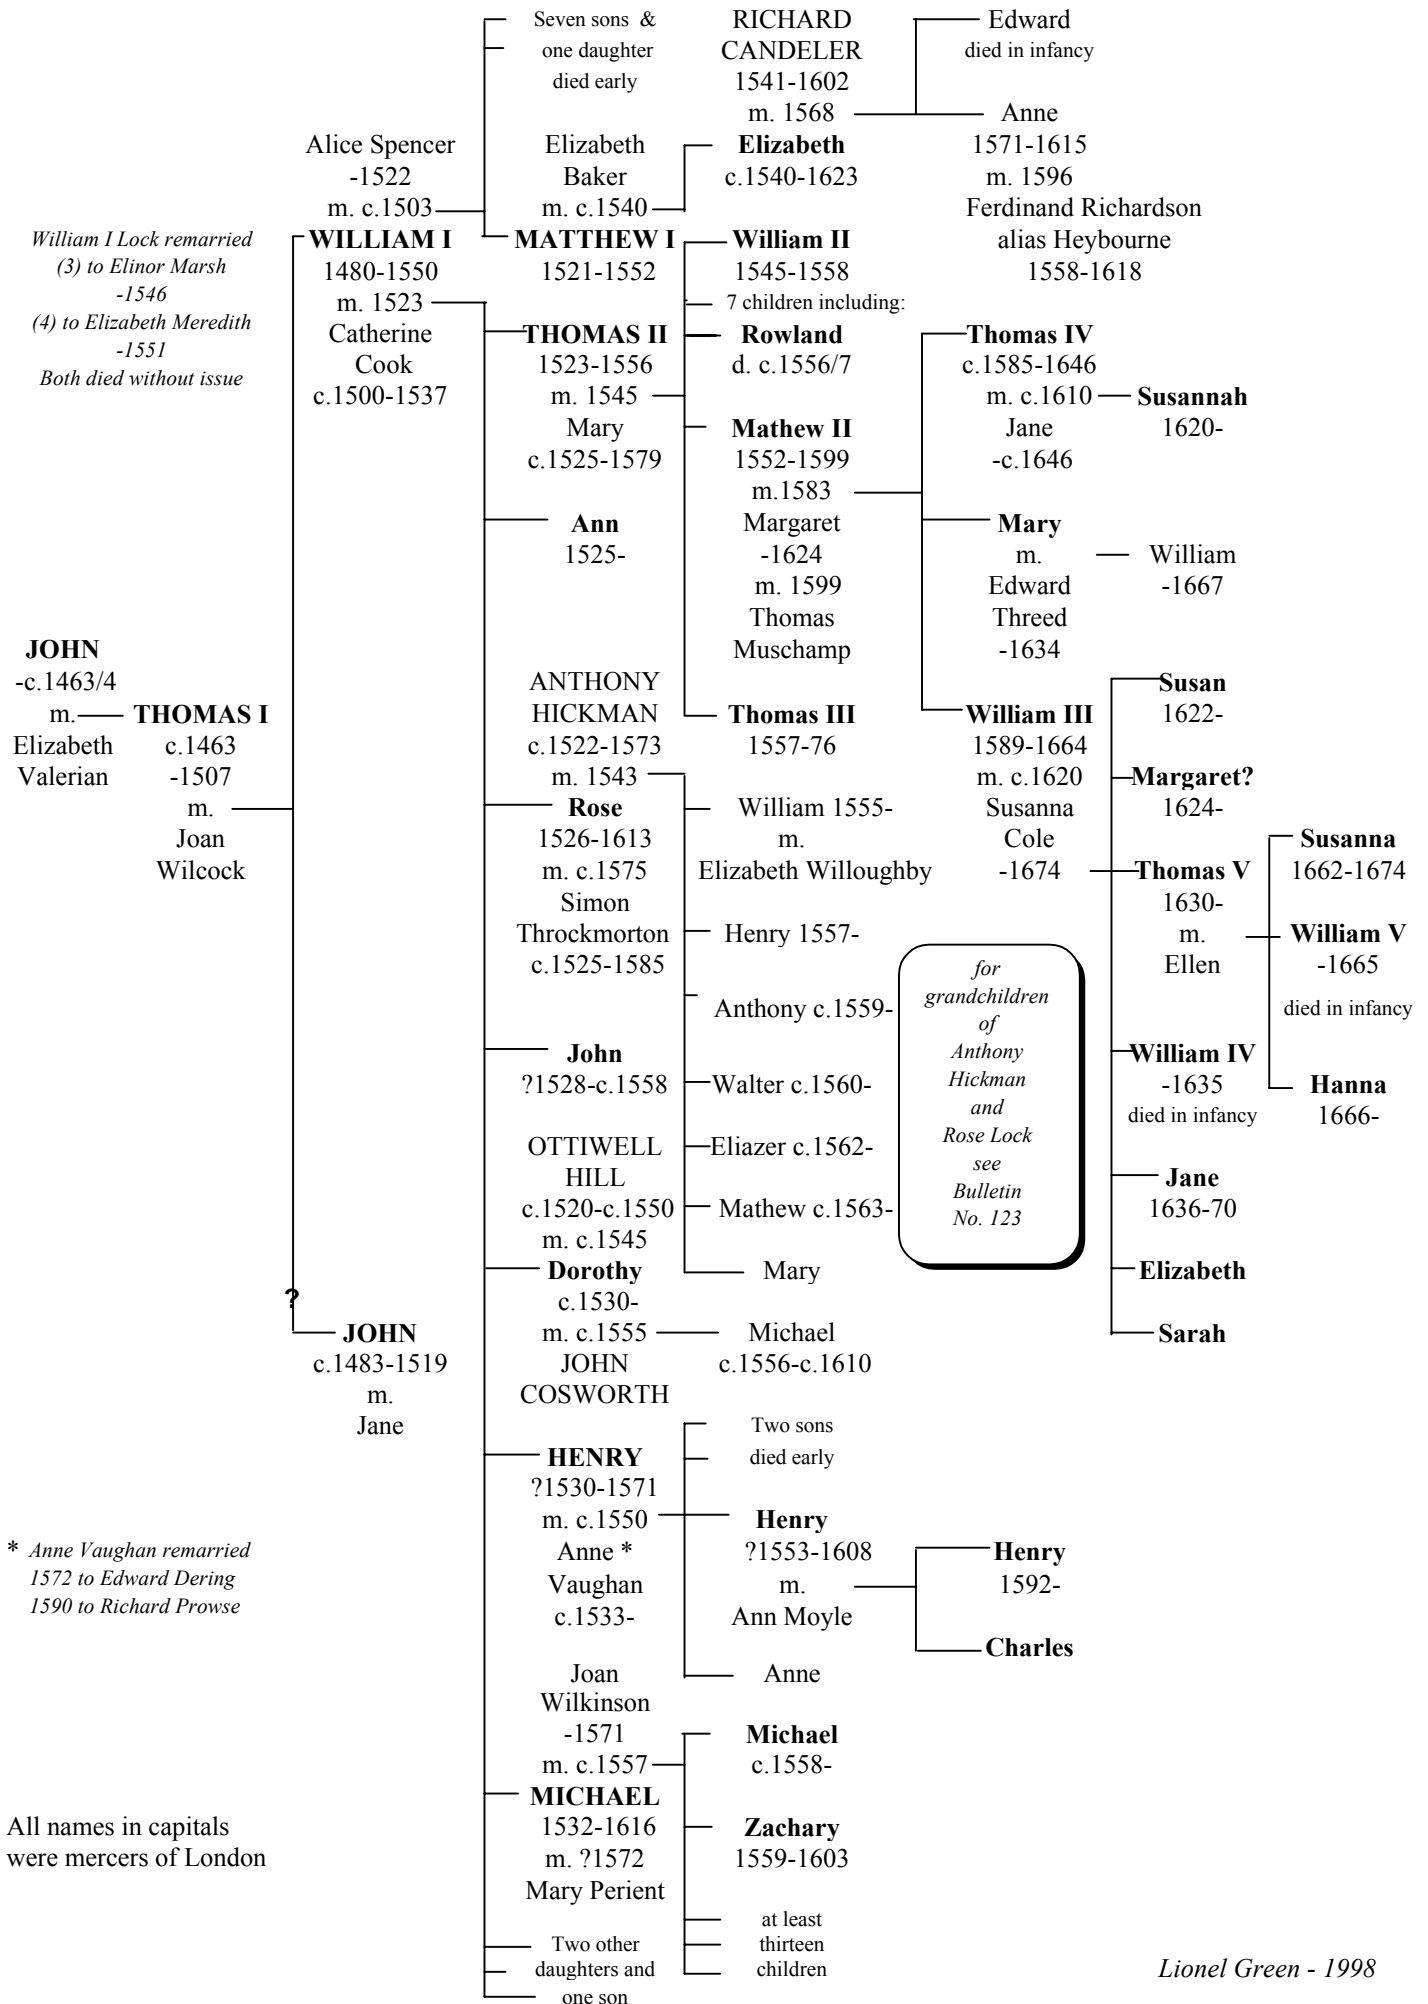 JOHN
-c.1463/4
m.
Elizabeth
Valerian
THOMAS I
c.1463
-1507
m.
Joan
Wilcock
William I Lock remarried
(3) to Elinor Marsh
-1546
(4) to Elizabeth Meredith
-1551
Both died without issue
Alice Spencer
-1522
m. c.1503
WILLIAM I
1480-1550
m. 1523
Catherine
Cook
c.1500-1537
?
JOHN
c.1483-1519
m.
Jane
Seven sons &
one daughter
died early
Elizabeth
Baker
m. c.1540
MATTHEW I
1521-1552
THOMAS II
1523-1556
m. 1545
Mary
c.1525-1579
Ann
1525-
ANTHONY
HICKMAN
c.1522-1573
m. 1543
Rose
1526-1613
m. c.1575
Simon
Throckmorton
c.1525-1585
John
?1528-c.1558
OTTIWELL
HILL
c.1520-c.1550
m. c.1545
Dorothy
c.1530-
m. c.1555
JOHN
COSWORTH
HENRY
?1530-1571
m. c.1550
Anne *
Vaughan
c.1533-
Joan
Wilkinson
-1571
m. c.1557
MICHAEL
1532-1616
m. ?1572
Mary Perient
Two other
daughters and
one son
RICHARD
CANDELER
1541-1602
m. 1568
Elizabeth
c.1540-1623
William II
1545-1558
7 children including:
Rowland
d. c.1556/7
Mathew II
1552-1599
m.1583
Margaret
-1624
m. 1599
Thomas
Muschamp
Thomas III
1557-76
William 1555-
m.
Elizabeth Willoughby
Henry 1557-
Anthony c.1559-
Walter c.1560-
Eliazer c.1562-
Mathew c.1563-
Mary
Michael
c.1556-c.1610
Two sons
died early
Henry
?1553-1608
m.
Ann Moyle
Anne
Michael
c.1558-
Zachary
1559-1603
at least
thirteen
children
Edward
died in infancy
Anne
1571-1615
m. 1596
Ferdinand Richardson
alias Heybourne
1558-1618
Thomas IV
c.1585-1646
m. c.1610
Jane
-c.1646
Mary
m.
Edward
Threed
-1634
William III
1589-1664
m. c.1620
Susanna
Cole
-1674
for
grandchildren
of
Anthony
Hickman
and
Rose Lock
see
Bulletin
No. 123
Henry
1592-
Charles
Susannah
1620-
William
-1667
Susan
1622-
Margaret?
1624-
Thomas V
1630-
m.
Ellen
William IV
-1635
died in infancy
Jane
1636-70
Elizabeth
Sarah
Susanna
1662-1674
William V
-1665
died in infancy
Hanna
1666-
* Anne Vaughan remarried
1572 to Edward Dering
1590 to Richard Prowse
All names in capitals
were mercers of London
Lionel Green - 1998